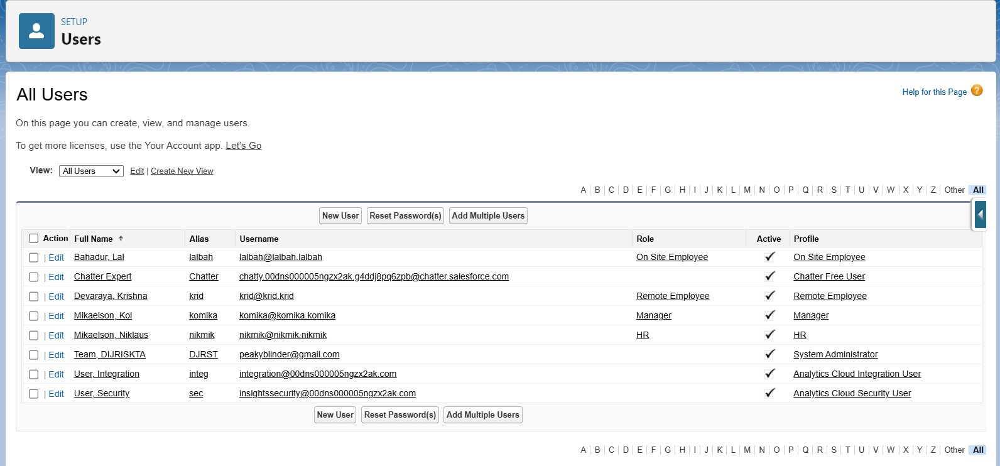 SETUP
Users
All Users
Help for this Page ?
On this page you can create, view, and manage users.
To get more licenses, use the Your Account app. Let's Go
View: All Users Edit | Create New View
A B C D E F G H I J K L M N O P Q R S T U V W X Y Z Other All
New User Reset Password(s) Add Multiple Users
Action Full Name ↑ Alias Username Role Active Profile
| Edit Bahadur, Lal lalbah lalbah@lalbah.lalbah On Site Employee On Site Employee
| Edit Chatter Expert Chatter chatty.00dns000005ngzx2ak.g4ddj8pq6zpb@chatter.salesforce.com Chatter Free User
| Edit Devaraya, Krishna krid krid@krid.krid Remote Employee Remote Employee
| Edit Mikaelson, Kol komika komika@komika.komika Manager Manager
| Edit Mikaelson, Niklaus nikmik nikmik@nikmik.nikmik HR HR
| Edit Team, DIJRISKTA DJRST peakyblinder@gmail.com System Administrator
| Edit User, Integration integ integration@00dns000005ngzx2ak.com Analytics Cloud Integration User
| Edit User, Security sec insightssecurity@00dns000005ngzx2ak.com Analytics Cloud Security User
New User Reset Password(s) Add Multiple Users
A B C D E F G H I J K L M N O P Q R S T U V W X Y Z Other All